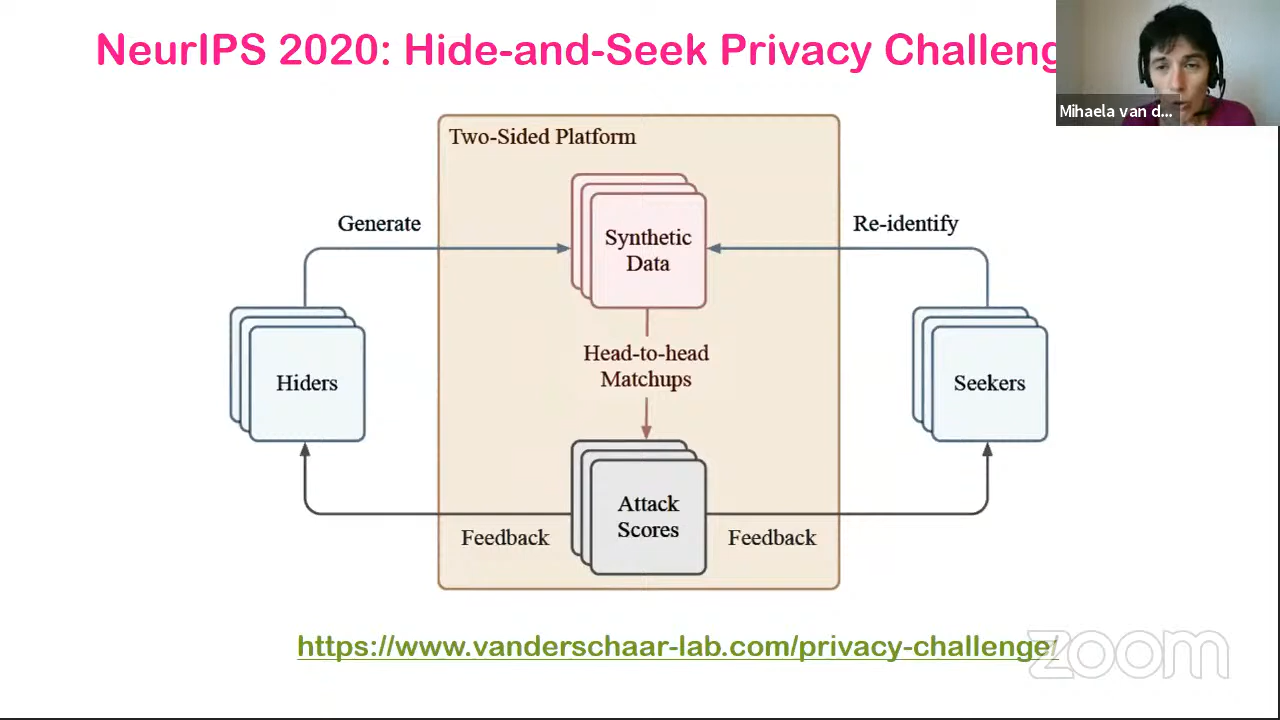 NeurIPS 2020: Hide-and-Seek Privacy Challeng
Mihaela van d...
Two-Sided Platform
Generate
Synthetic
Data
Re-identify
Head-to-head
Matchups
Hiders
Seekers
Attack
Scores
Feedback
Feedback
https://www.vanderschaar-lab.com/privacy-challenge/
zoom